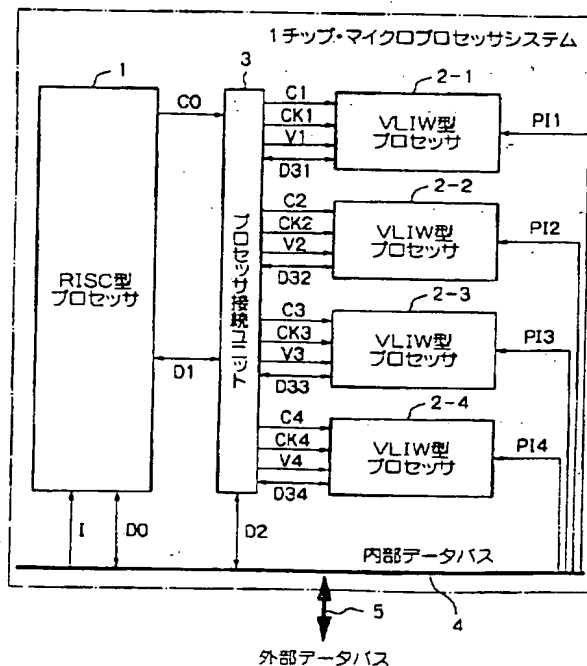 1チップ・マイクロプロセッサシステム
1
3
2-1
C0
C1
CK1
V1
D31
VLIW型
プロセッサ
PI1
2-2
C2
CK2
V2
D32
VLIW型
プロセッサ
PI2
RISC型
プロセッサ
プロセッサ接続ユニット
2-3
C3
CK3
V3
D33
VLIW型
プロセッサ
PI3
D1
2-4
C4
CK4
V4
D34
VLIW型
プロセッサ
PI4
I
D0
D2
内部データバス
5
4
外部データバス